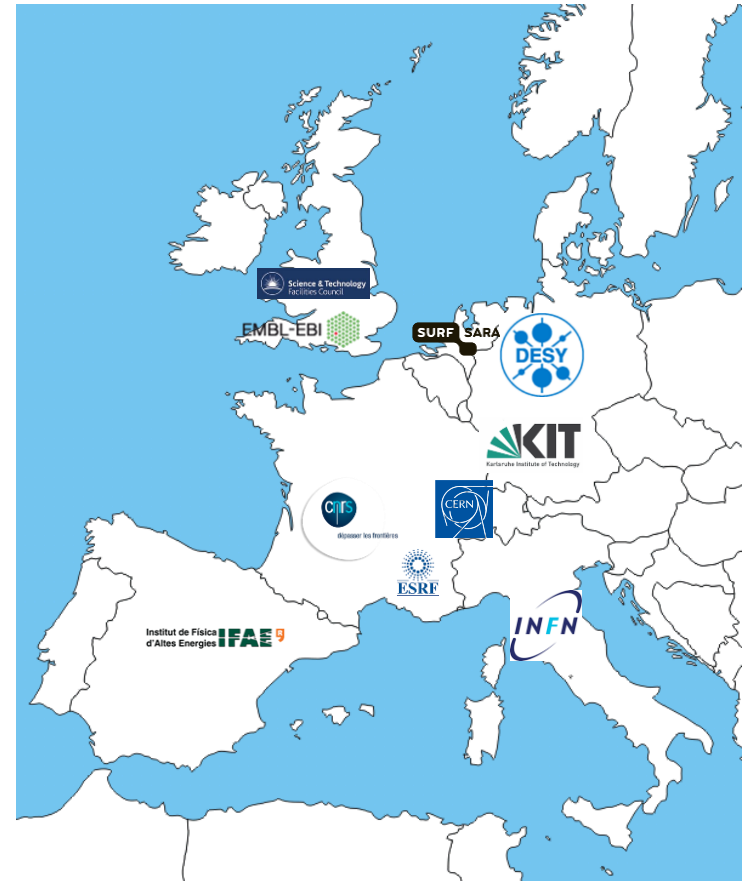 Science & Technology
Facilities Council
EMBL-EBI
SURF SARA
DESY
KIT
Karlsruhe Institute of Technology
CERN
cnrs
dépasser les frontières
ESRF
INFN
Institut de Física
d'Altes Energies
IFAE